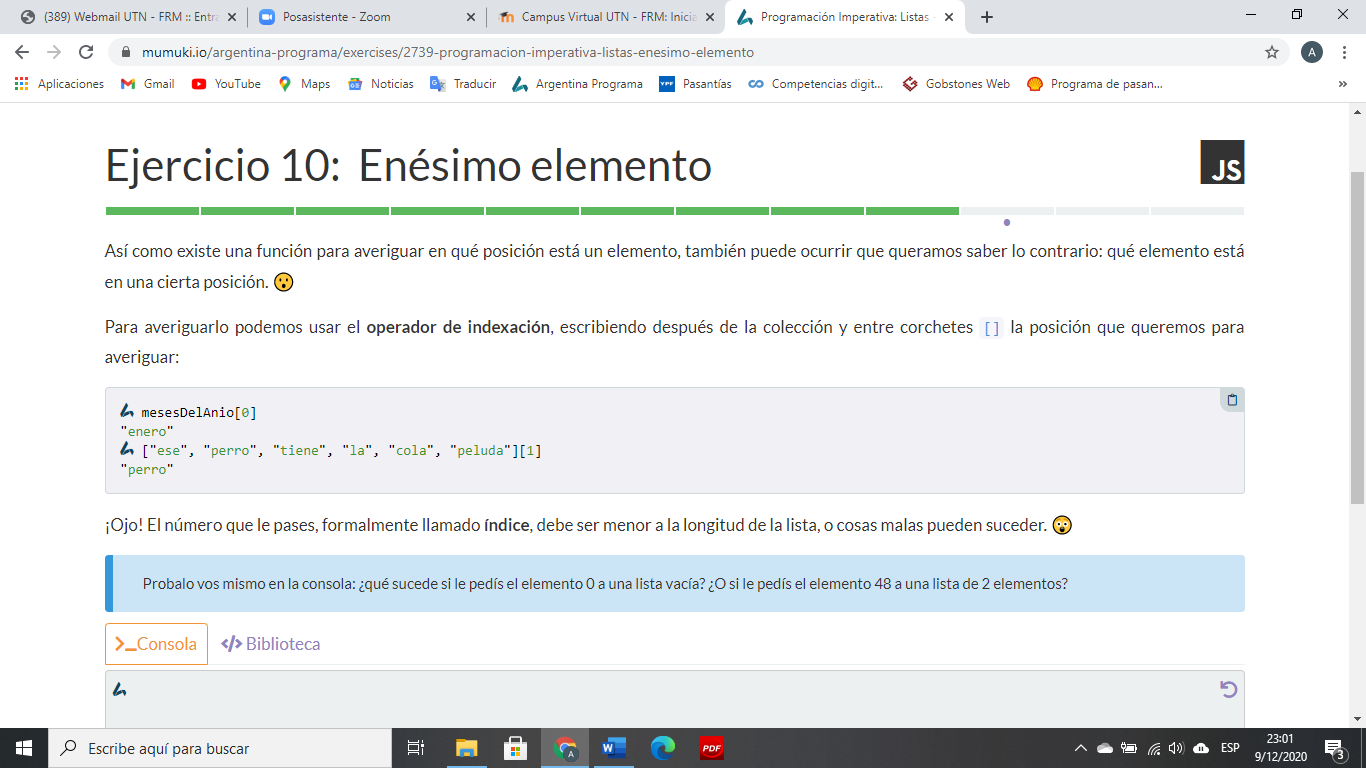 (389) Webmail UTN - FRM :: Entra
Posasistente - Zoom
Campus Virtual UTN - FRM: Inicia
Programación Imperativa: Listas -
mumuki.io/argentina-programa/exercises/2739-programacion-imperativa-listas-enesimo-elemento
A
Aplicaciones
Gmail
YouTube
Maps
Noticias
Traducir
Argentina Programa
YPF
Pasantías
Competencias digit...
Gobstones Web
Programa de pasan...
»
Ejercicio 10: Enésimo elemento
JS
Así como existe una función para averiguar en qué posición está un elemento, también puede ocurrir que queramos saber lo contrario: qué elemento está
en una cierta posición. 😯
Para averiguarlo podemos usar el operador de indexación, escribiendo después de la colección y entre corchetes [] la posición que queremos para
averiguar:
mesesDelAnio[0]
"enero"
["ese", "perro", "tiene", "la", "cola", "peluda"][1]
"perro"
¡Ojo! El número que le pases, formalmente llamado índice, debe ser menor a la longitud de la lista, o cosas malas pueden suceder. 😲
Probalo vos mismo en la consola: ¿qué sucede si le pedís el elemento 0 a una lista vacía? ¿O si le pedís el elemento 48 a una lista de 2 elementos?
>_Consola
</> Biblioteca
Escribe aquí para buscar
A
W
PDF
ESP
23:01
9/12/2020
3